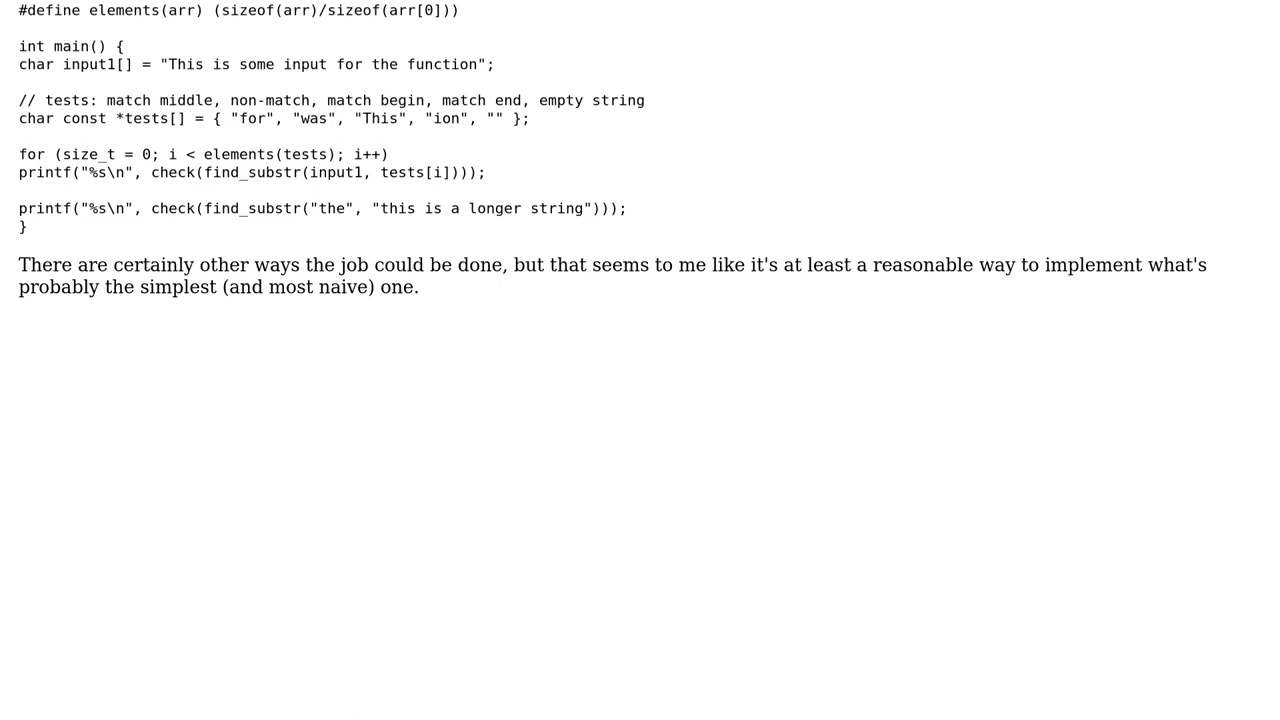 #define elements(arr) (sizeof(arr)/sizeof(arr[0]))
int main() {
char input1[] = "This is some input for the function";
// tests: match middle, non-match, match begin, match end, empty string
char const *tests[] = { "for", "was", "This", "ion", "" };
for (size_t = 0; i < elements(tests); i++)
printf("%s\n", check(find_substr(input1, tests[i])));
printf("%s\n", check(find_substr("the", "this is a longer string")));
}
There are certainly other ways the job could be done, but that seems to me like it's at least a reasonable way to implement what's
probably the simplest (and most naive) one.